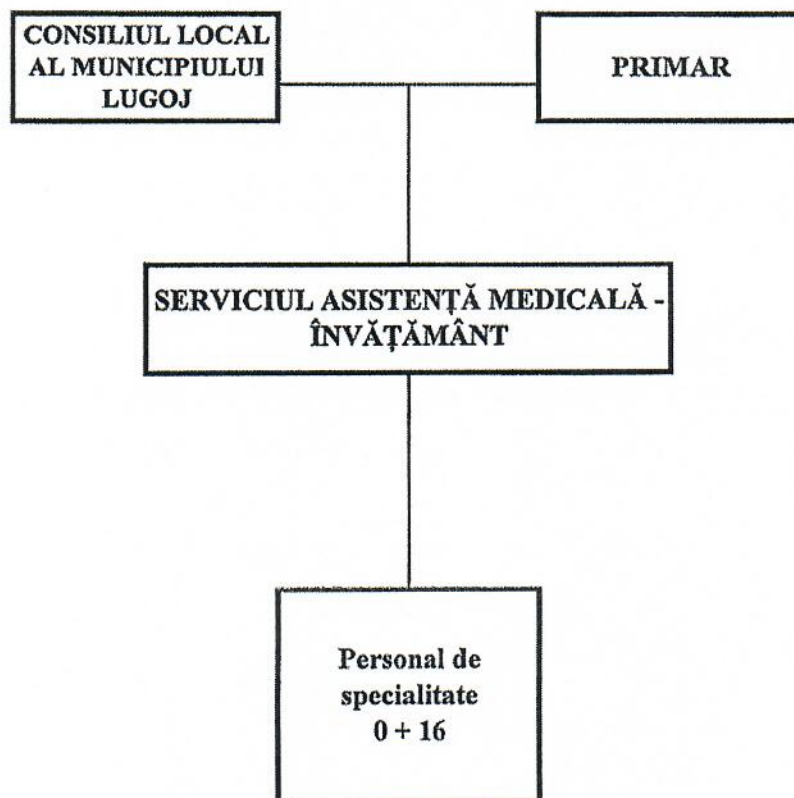 CONSILIUL LOCAL
AL MUNICIPIULUI
LUGOJ
PRIMAR
SERVICIUL ASISTENȚĂ MEDICALĂ -
ÎNVĂȚĂMÂNT
Personal de
specialitate
0 + 16